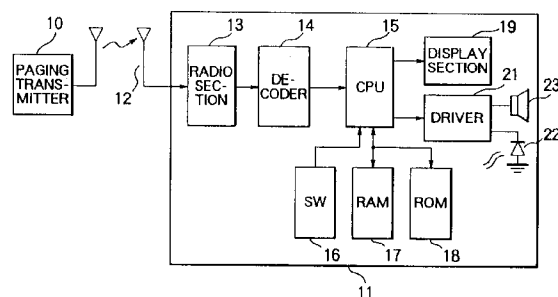 10
PAGING
TRANS-
MITTER
12
13
RADIO
SEC-
TION
14
DE-
CODER
15
CPU
19
DISPLAY
SECTION
21
DRIVER
23
22
SW
16
RAM
17
ROM
18
11